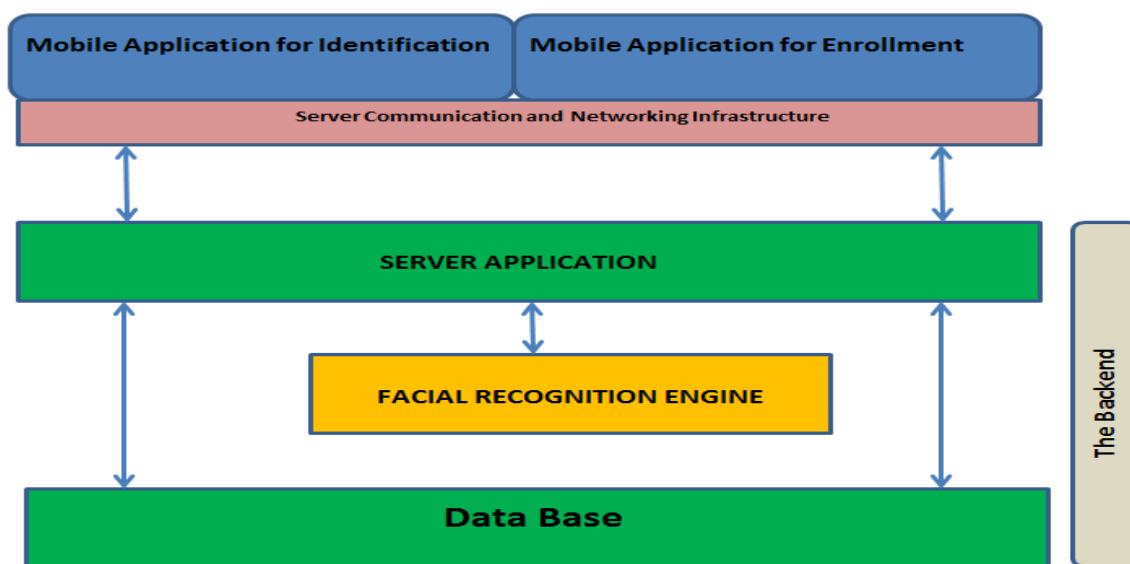 Mobile Application for Identification
Mobile Application for Enrollment
Server Communication and Networking Infrastructure
SERVER APPLICATION
FACIAL RECOGNITION ENGINE
Data Base
The Backend